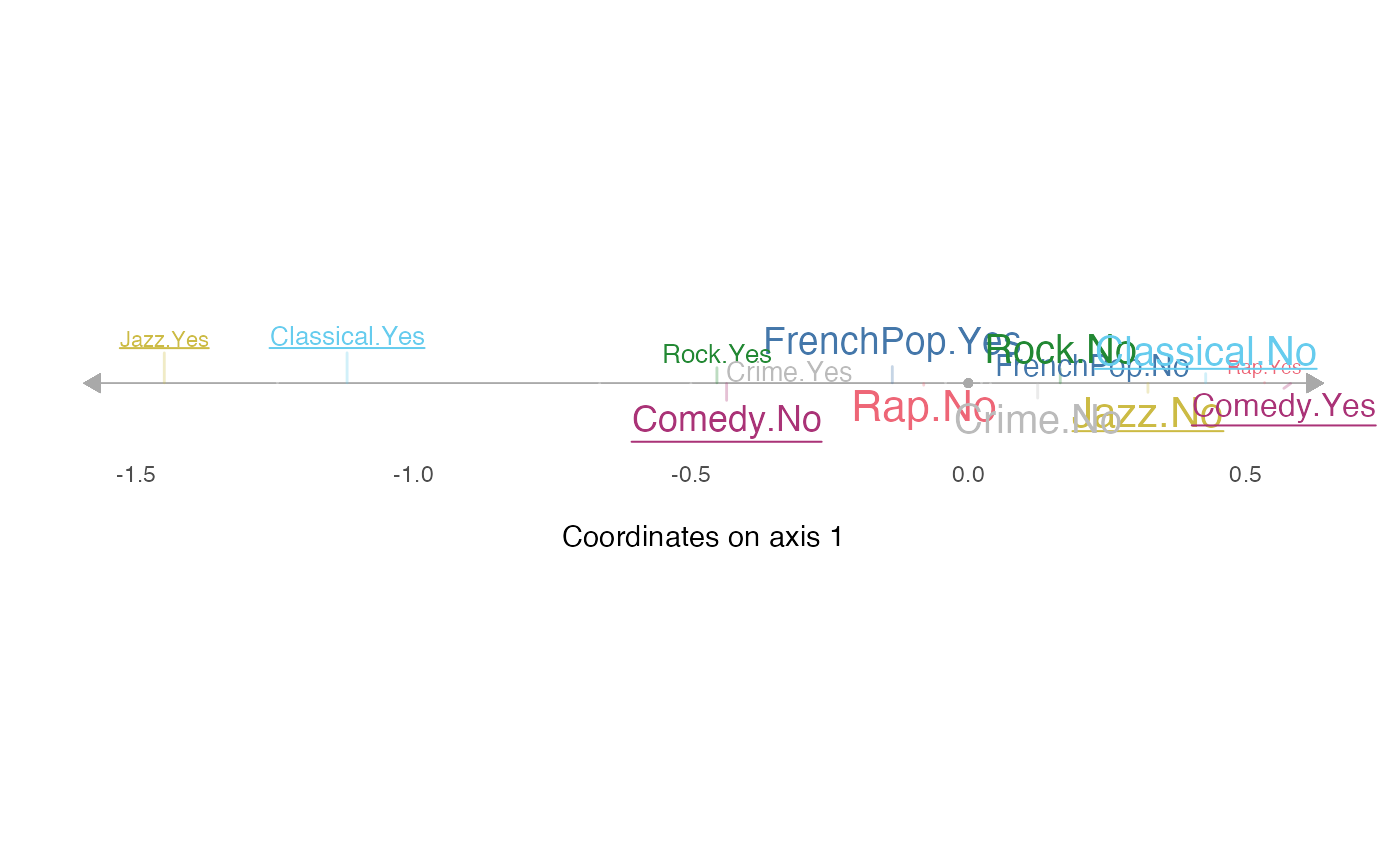 FrenchPop.Yes
Jazz.Yes
Classical.Yes
Rock.Yes
Rock.No
Classical.No
Crime.Yes
FrenchPop.No
Rap.Yes
Comedy.No
Rap.No
Crime.No
Jazz.No
Comedy.Yes
-1.5 -1.0 -0.5 0.0 0.5
Coordinates on axis 1